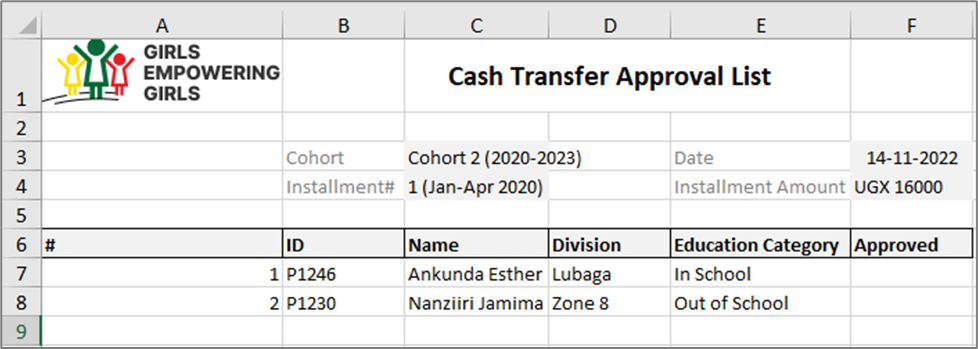 A B C D E F
GIRLS
EMPOWERING
GIRLS
Cash Transfer Approval List
1
2
3 Cohort Cohort 2 (2020-2023) Date 14-11-2022
4 Installment# 1 (Jan-Apr 2020) Installment Amount UGX 16000
5
6 # ID Name Division Education Category Approved
7 1 P1246 Ankunda Esther Lubaga In School
8 2 P1230 Nanziiri Jamima Zone 8 Out of School
9